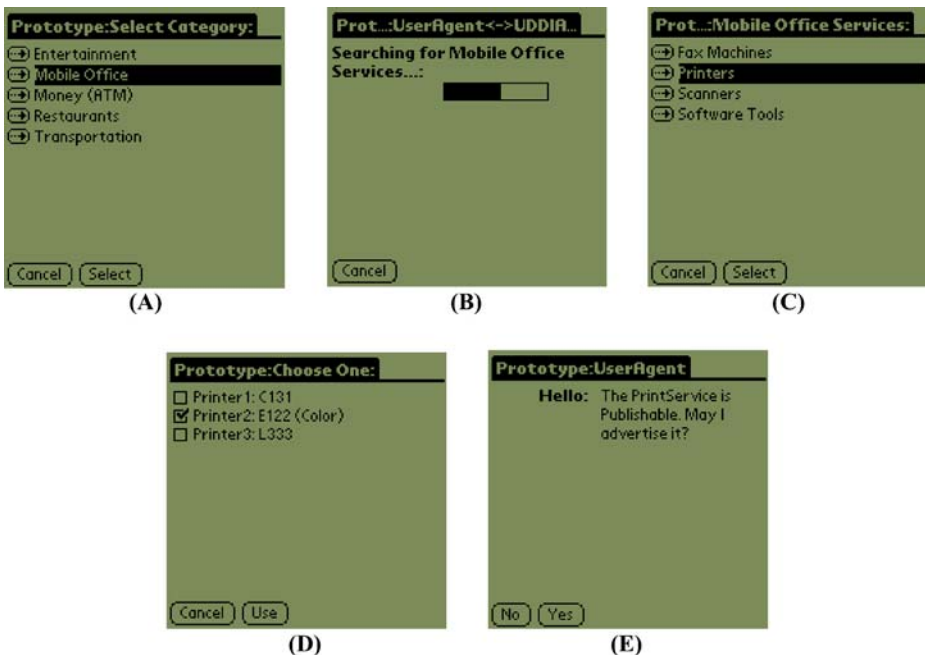 Prototype:Select Category:
Entertainment
Mobile Office
Money (ATM)
Restaurants
Transportation
Cancel Select
(A)
Prot...:UserAgent<->UDDIA...
Searching for Mobile Office
Services...:
Cancel
(B)
Prot...:Mobile Office Services:
Fax Machines
Printers
Scanners
Software Tools
Cancel Select
(C)
Prototype:Choose One:
Printer1: C131
Printer2: E122 (Color)
Printer3: L333
Cancel Use
(D)
Prototype:UserAgent
Hello: The PrintService is
Publishable. May I
advertise it?
No Yes
(E)